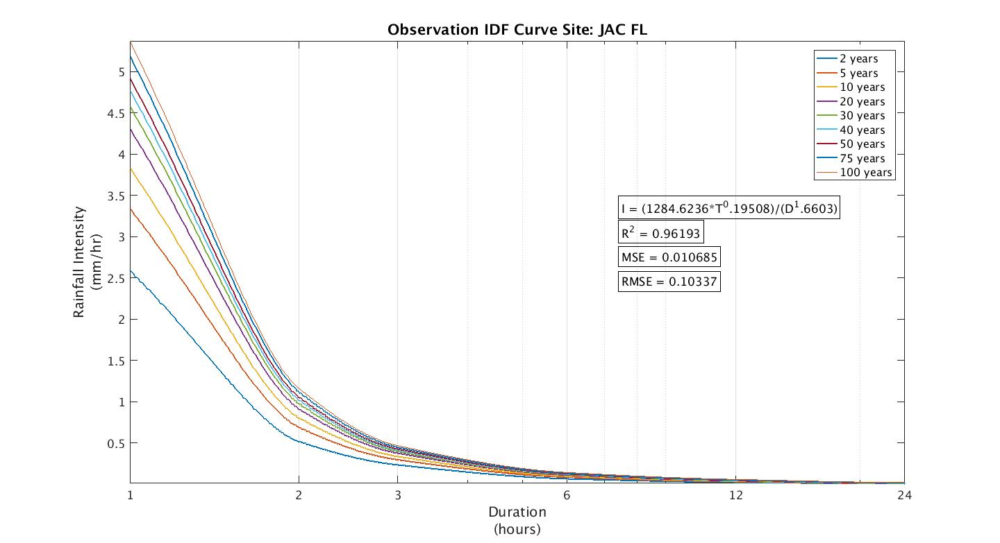 Observation IDF Curve Site: JAC FL
5
4.5
4
3.5
3
2.5
2
1.5
1
0.5
Rainfall Intensity
(mm/hr)
2 years
5 years
10 years
20 years
30 years
40 years
50 years
75 years
100 years
I = (1284.6236*T⁰.19508)/(D¹.6603)
R² = 0.96193
MSE = 0.010685
RMSE = 0.10337
1 2 3 6 12 24
Duration
(hours)